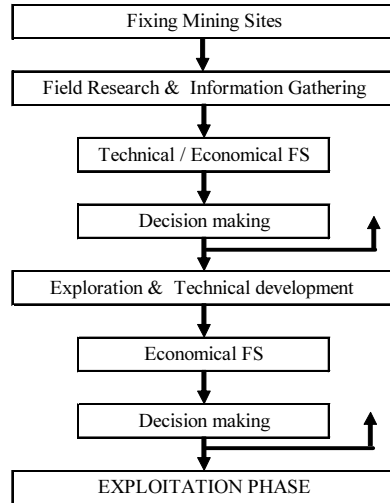 Fixing Mining Sites
Field Research & Information Gathering
Technical / Economical FS
Decision making
Exploration & Technical development
Economical FS
Decision making
EXPLOITATION PHASE